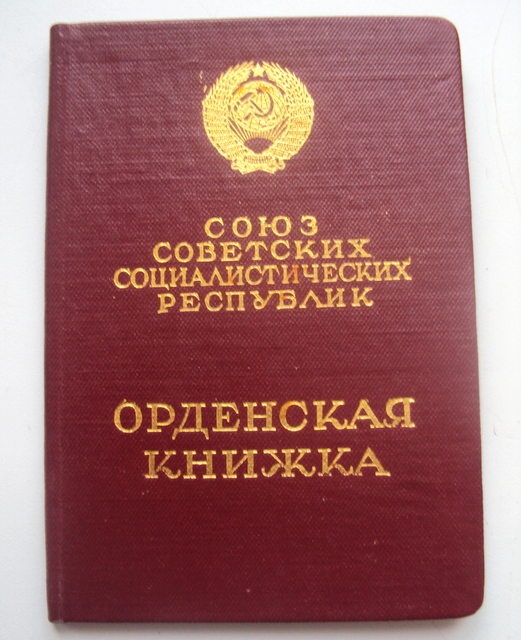 СОЮЗ
СОВЕТСКИХ
СОЦИАЛИСТИЧЕСКИХ
РЕСПУБЛИК
ОРДЕНСКАЯ
КНИЖКА